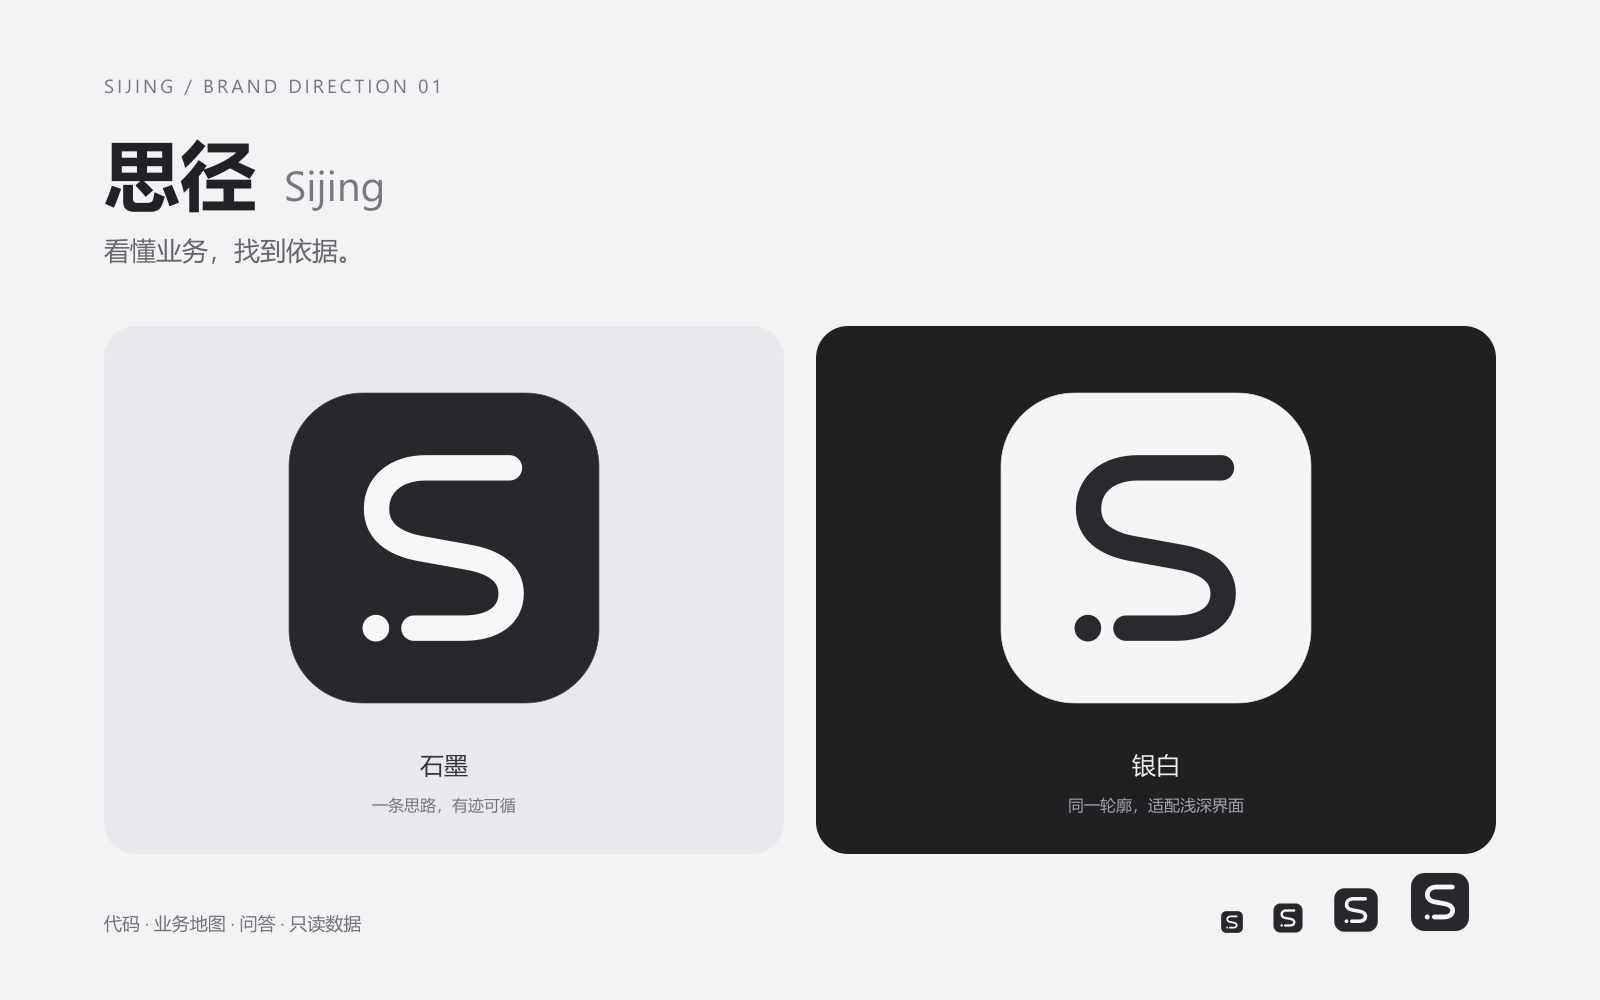 SIJING / BRAND DIRECTION 01
思径 Sijing
看懂业务，找到依据。
石墨
一条思路，有迹可循
银白
同一轮廓，适配浅深界面
代码 · 业务地图 · 问答 · 只读数据